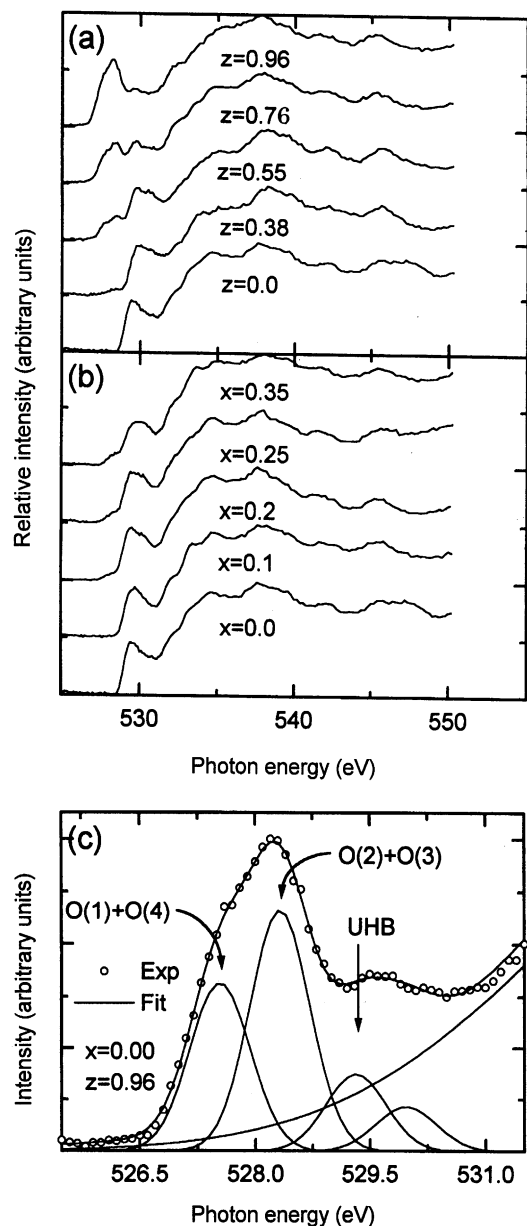 (a)
z=0.96
z=0.76
z=0.55
z=0.38
z=0.0
(b)
x=0.35
x=0.25
x=0.2
x=0.1
x=0.0
Relative intensity (arbitrary units)
530 540 550
Photon energy (eV)
(c)
O(2)+O(3)
O(1)+O(4)
UHB
Exp
Fit
x=0.00
z=0.96
Intensity (arbitrary units)
526.5 528.0 529.5 531.0
Photon energy (eV)